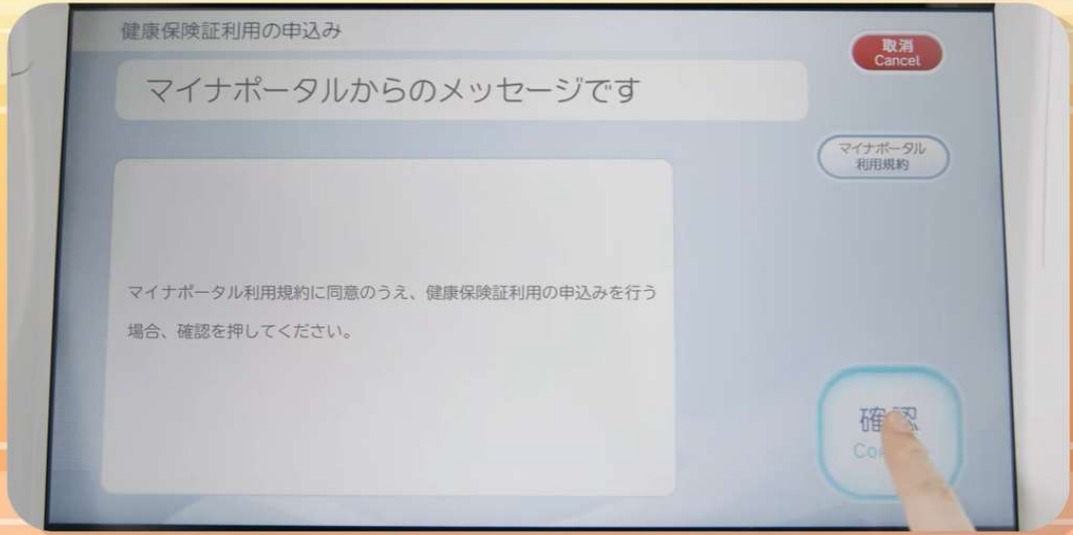 健康保険証利用の申込み
取消
Cancel
マイナポータルからのメッセージです
マイナポータル
利用規約
マイナポータル利用規約に同意のうえ、健康保険証利用の申込みを行う
場合、確認を押してください。
確認